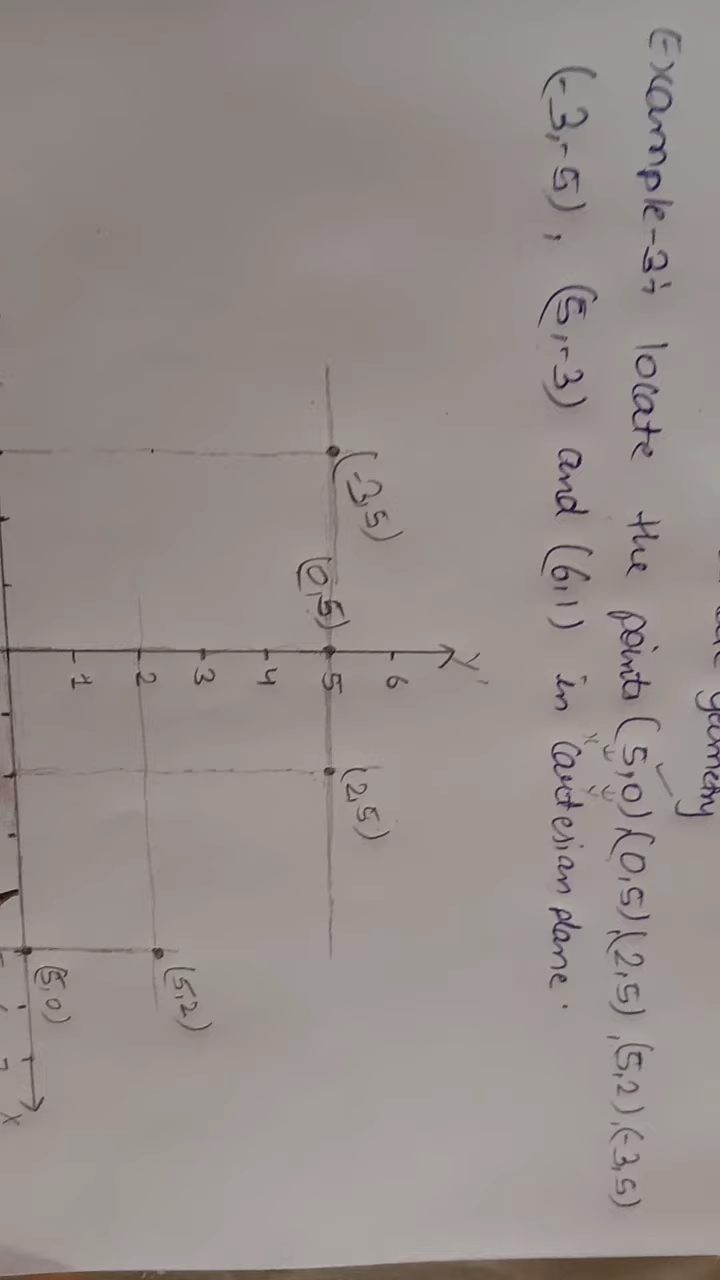 geometry
Example-3: locate the points (5,0),(0,5),(2,5),(5,2),(-3,5)
x y
(-3,-5), (5,-3) and (6,1) in Cartesian plane.
Y'
6
(-3,5) (0,5) 5 (2,5)
4
3
2 (5,2)
1
(5,0)
X